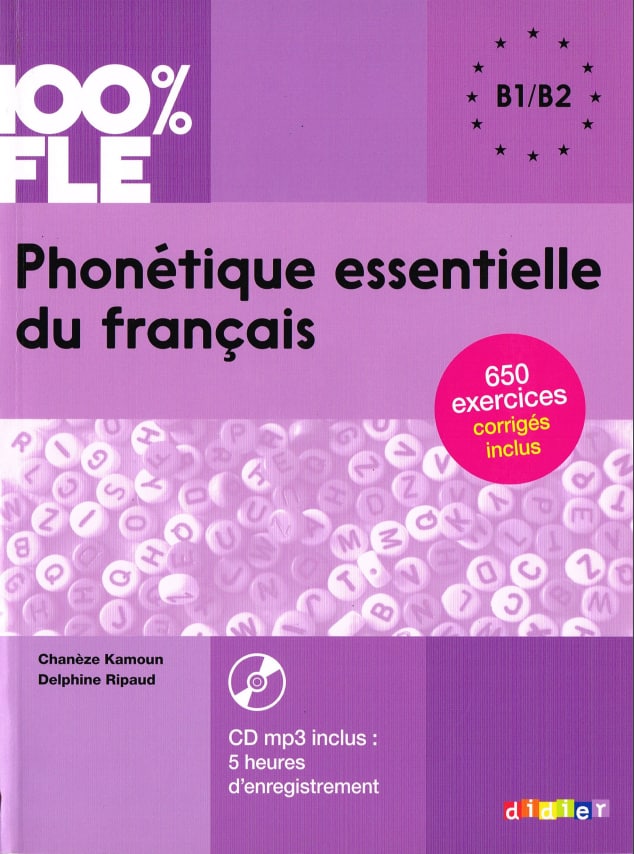 100%
FLE
B1/B2
Phonétique essentielle
du français
650
exercices
corrigés
inclus
Chanèze Kamoun
Delphine Ripaud
CD mp3 inclus :
5 heures
d'enregistrement
didier